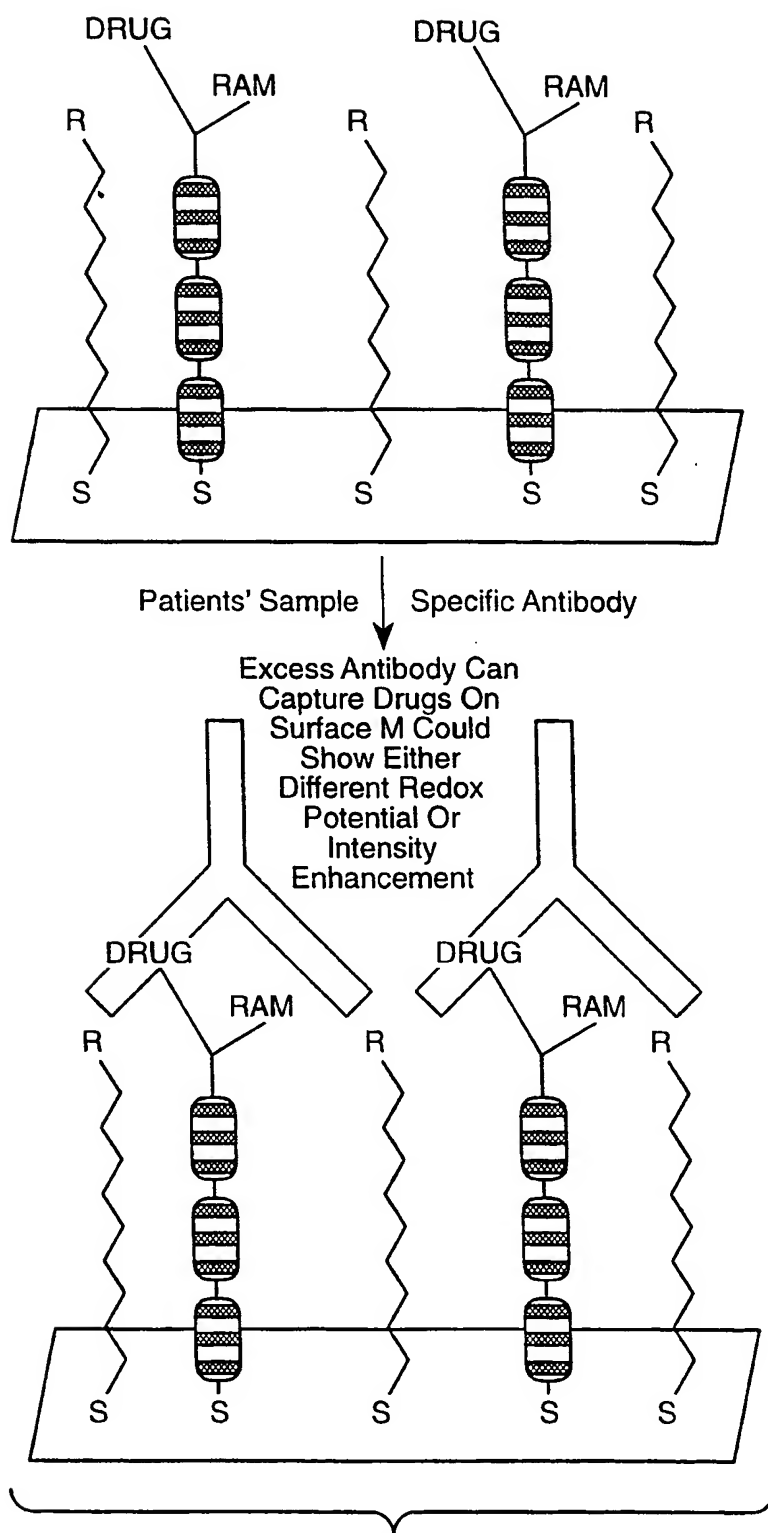 DRUG DRUG
RAM RAM
R R R
S S S S S
Patients' Sample Specific Antibody
Excess Antibody Can
Capture Drugs On
Surface M Could
Show Either
Different Redox
Potential Or
Intensity
Enhancement
DRUG DRUG
RAM RAM
R R R
S S S S S